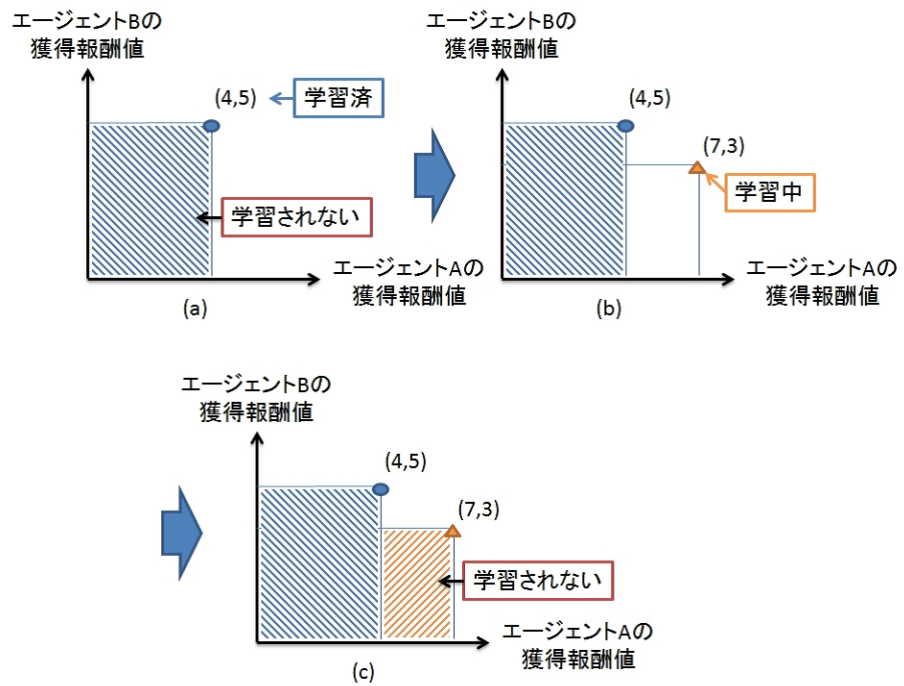 エージェントBの
獲得報酬値
(4,5)
学習済
学習されない
エージェントAの
獲得報酬値
(a)
エージェントBの
獲得報酬値
(4,5)
(7,3)
学習中
エージェントAの
獲得報酬値
(b)
エージェントBの
獲得報酬値
(4,5)
(7,3)
学習されない
エージェントAの
獲得報酬値
(c)